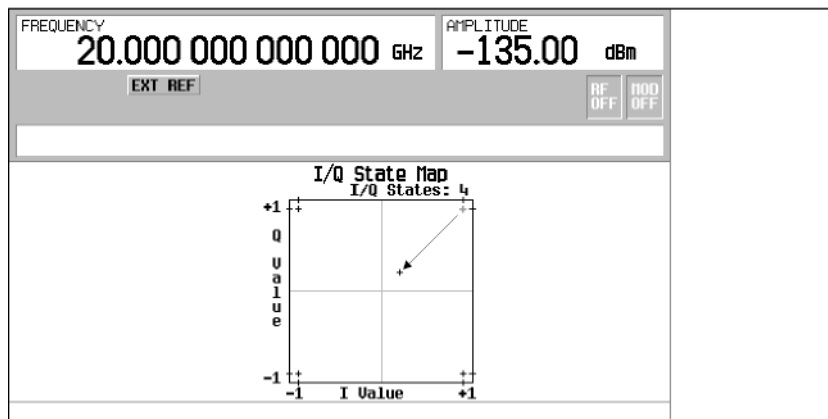 FREQUENCY
20.000 000 000 000 GHz
AMPLITUDE
-135.00 dBm
EXT REF
RF OFF
MOD OFF
I/Q State Map
I/Q States: 4
+1
Q Value
-1
-1 I Value +1